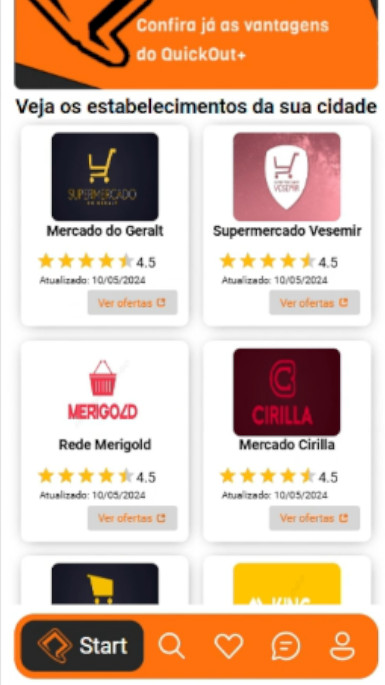 Confira já as vantagens
do QuickOut+
Veja os estabelecimentos da sua cidade
SUPERMERCADO
DO GERALT
Mercado do Geralt
4.5
Atualizado: 10/05/2024
Ver ofertas
SUPERMERCADO
VESEMIR
Supermercado Vesemir
4.5
Atualizado: 10/05/2024
Ver ofertas
MERIGOLD
Rede Merigold
4.5
Atualizado: 10/05/2024
Ver ofertas
CIRILLA
Mercado Cirilla
4.5
Atualizado: 10/05/2024
Ver ofertas
KING
Start